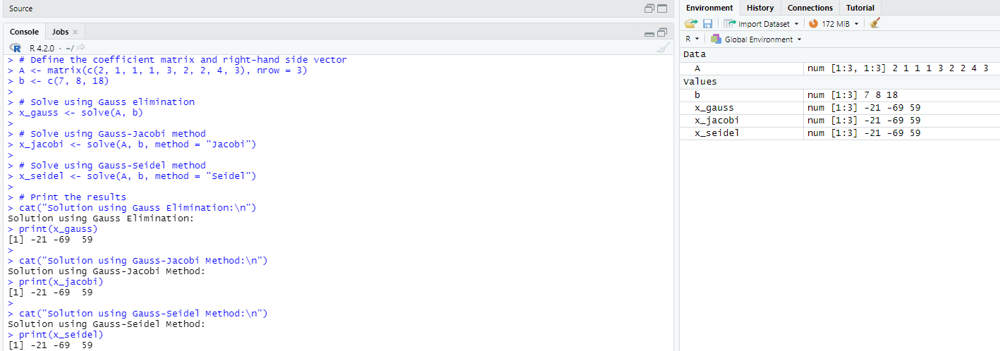 Source
Console Jobs
R 4.2.0 · ~/
> # Define the coefficient matrix and right-hand side vector
> A <- matrix(c(2, 1, 1, 1, 3, 2, 2, 4, 3), nrow = 3)
> b <- c(7, 8, 18)
>
> # Solve using Gauss elimination
> x_gauss <- solve(A, b)
>
> # Solve using Gauss-Jacobi method
> x_jacobi <- solve(A, b, method = "Jacobi")
>
> # Solve using Gauss-Seidel method
> x_seidel <- solve(A, b, method = "Seidel")
>
> # Print the results
> cat("Solution using Gauss Elimination:\n")
Solution using Gauss Elimination:
> print(x_gauss)
[1] -21 -69  59
>
> cat("Solution using Gauss-Jacobi Method:\n")
Solution using Gauss-Jacobi Method:
> print(x_jacobi)
[1] -21 -69  59
>
> cat("Solution using Gauss-Seidel Method:\n")
Solution using Gauss-Seidel Method:
> print(x_seidel)
[1] -21 -69  59
Environment History Connections Tutorial
Import Dataset 172 MiB
R Global Environment
Data
A num [1:3, 1:3] 2 1 1 1 3 2 2 4 3
Values
b num [1:3] 7 8 18
x_gauss num [1:3] -21 -69 59
x_jacobi num [1:3] -21 -69 59
x_seidel num [1:3] -21 -69 59